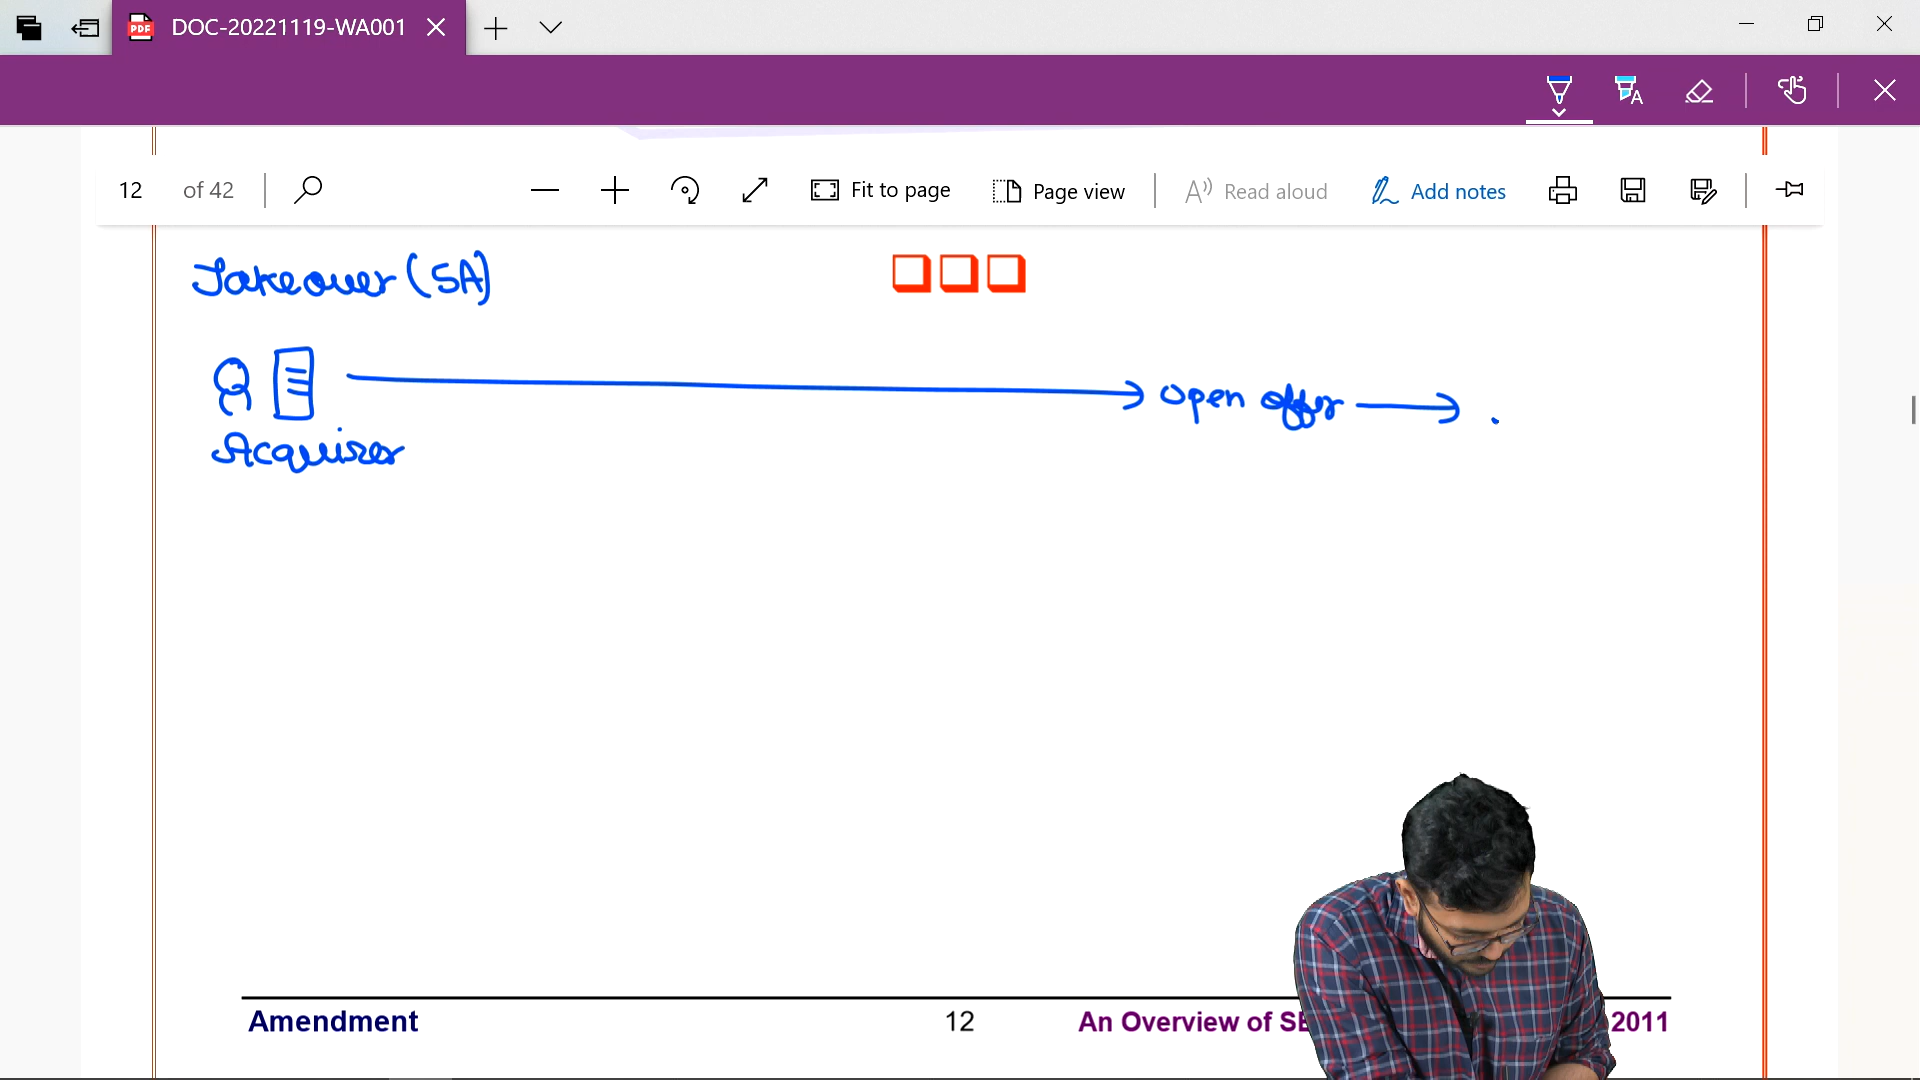 DOC-20221119-WA001
12 of 42 Fit to page Page view Read aloud Add notes
Takeover (SA)
Open offer
Acquirer
Amendment 12 An Overview of SE 2011